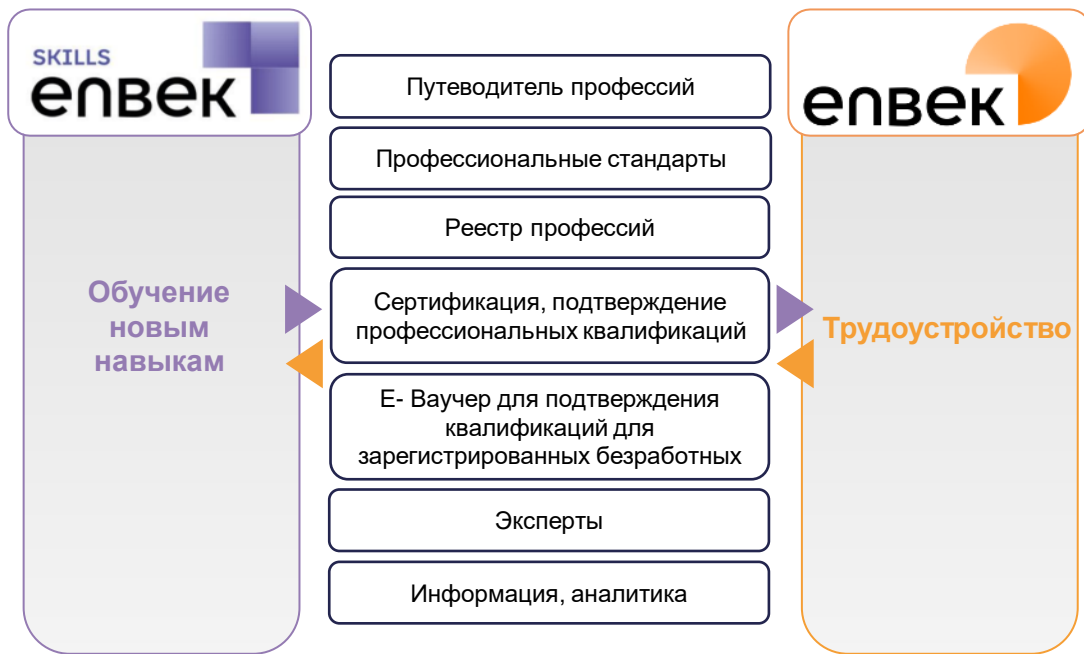 SKILLS
enbek
Путеводитель профессий
Профессиональные стандарты
Реестр профессий
Сертификация, подтверждение
профессиональных квалификаций
Е- Ваучер для подтверждения
квалификаций для
зарегистрированных безработных
Эксперты
Информация, аналитика
Обучение
новым
навыкам
enbek
Трудоустройство